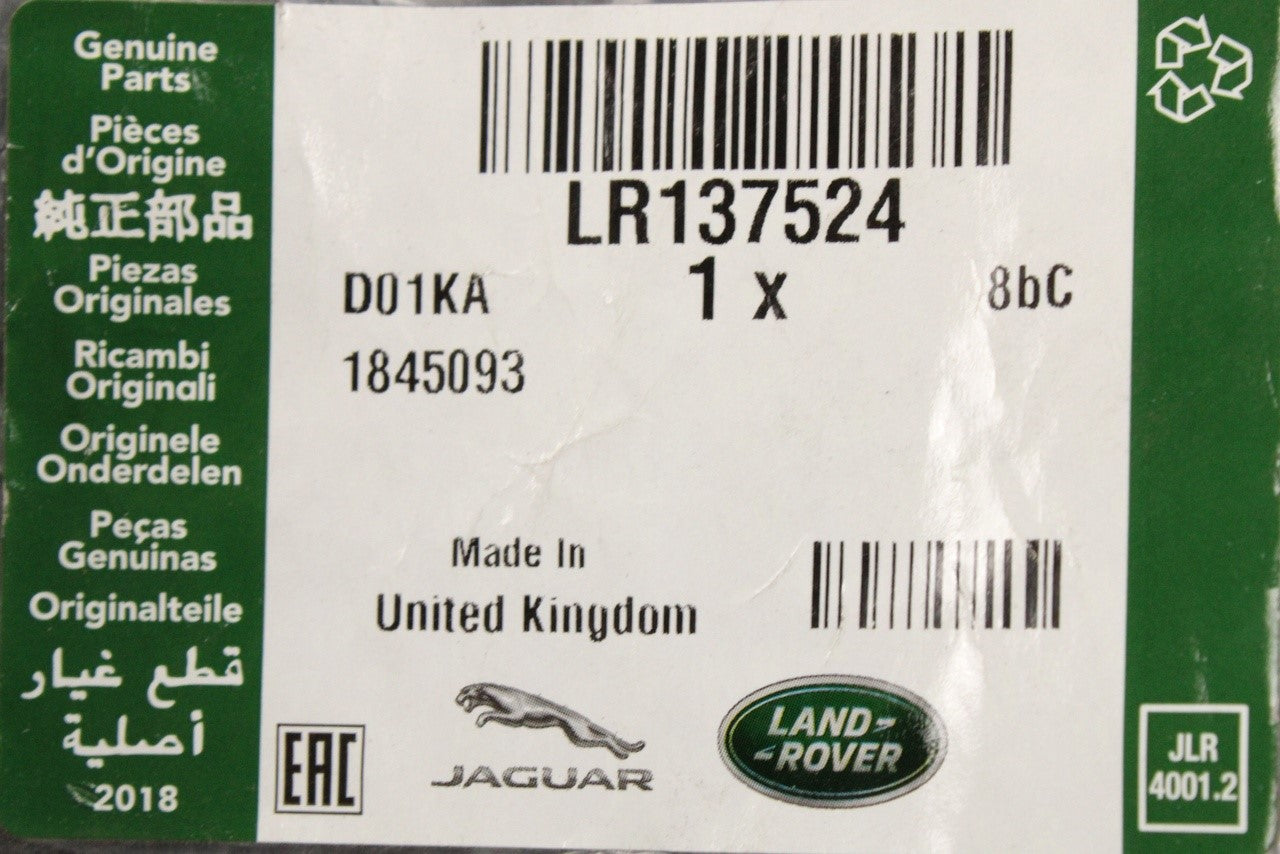 Genuine
Parts
Pièces
d'Origine
純正部品
Piezas
Originales
Ricambi
Originali
Originele
Onderdelen
Peças
Genuinas
Originalteile
قطع غيار
أصلية
2018
LR137524
D01KA
1 x
8bC
1845093
Made In
United Kingdom
EAC
JAGUAR
LAND-
-ROVER
JLR
4001.2